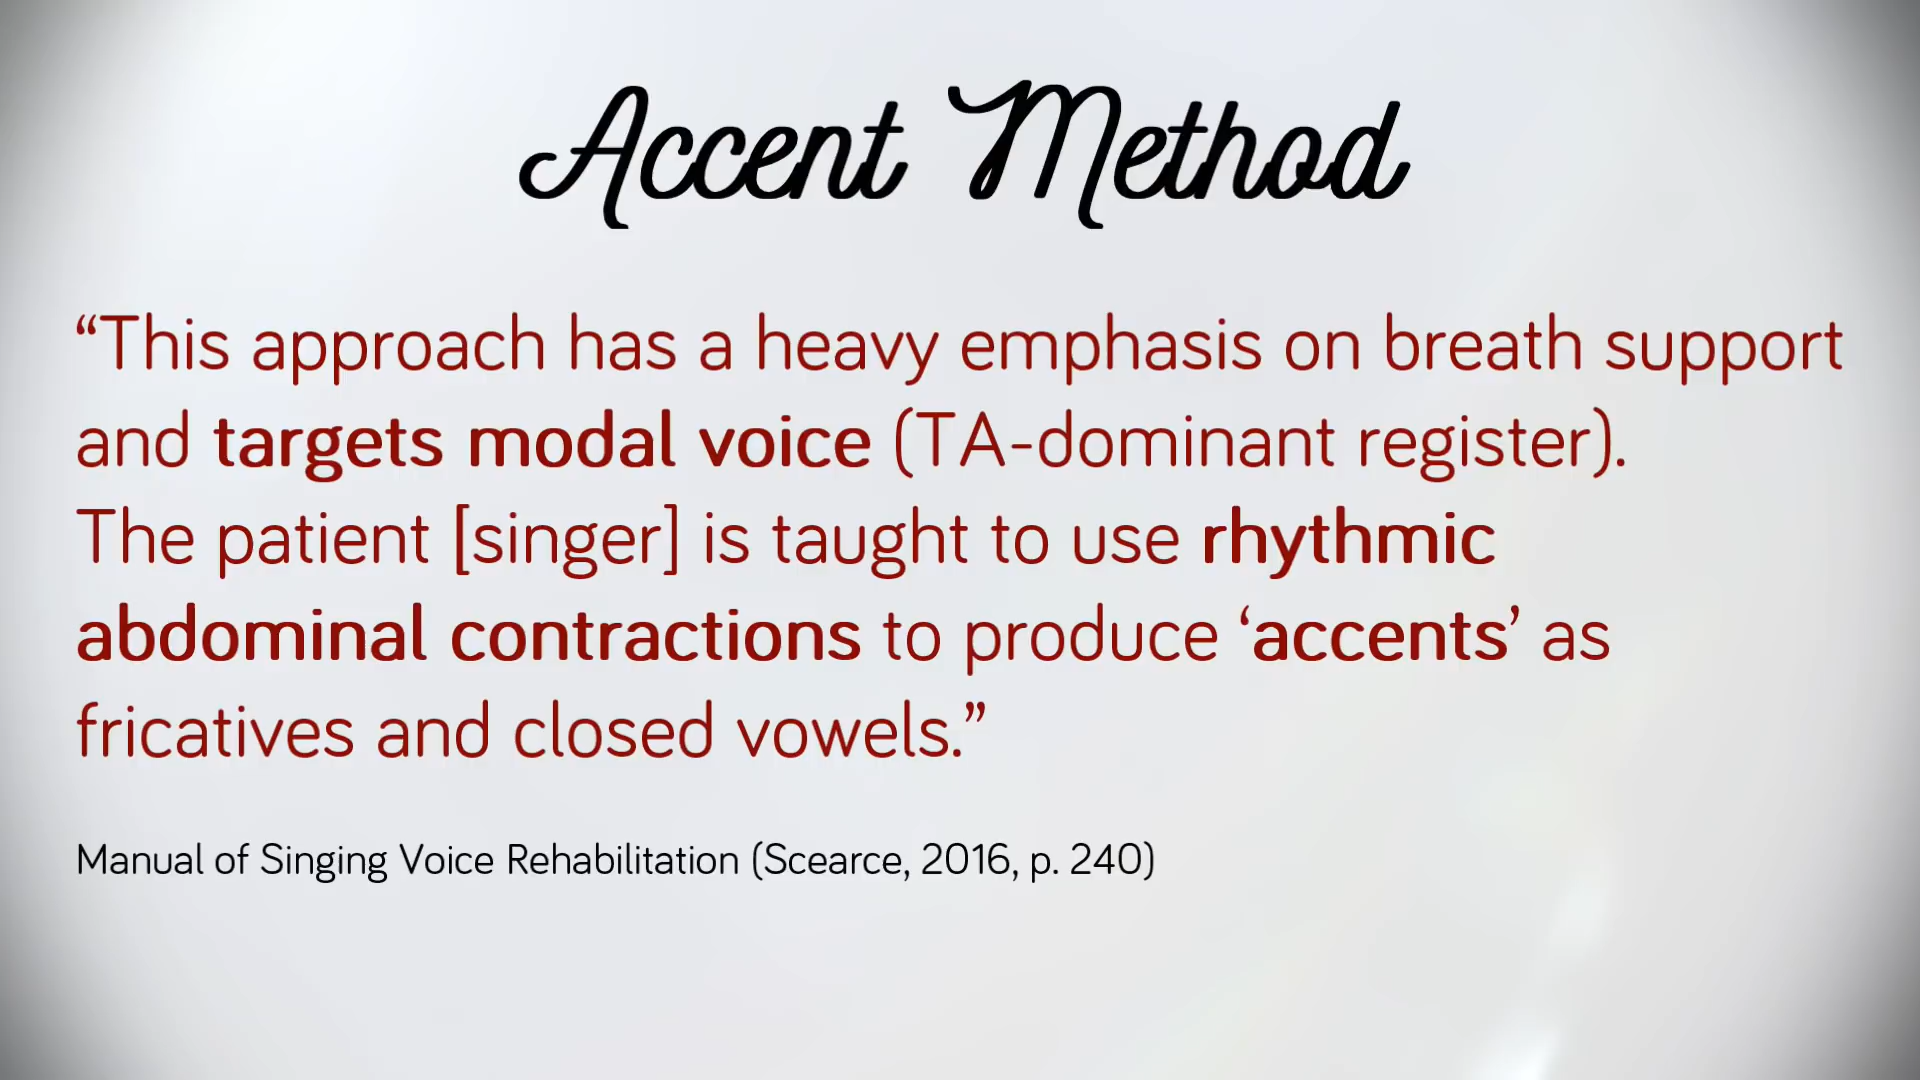 Accent Method
“This approach has a heavy emphasis on breath support
and targets modal voice (TA-dominant register).
The patient [singer] is taught to use rhythmic
abdominal contractions to produce ‘accents’ as
fricatives and closed vowels.”
Manual of Singing Voice Rehabilitation (Scearce, 2016, p. 240)